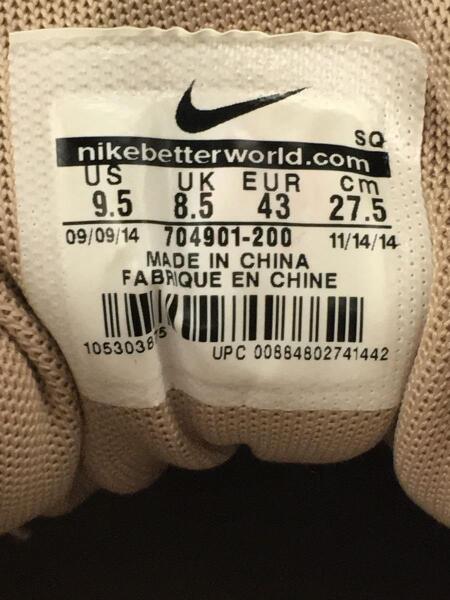 SQ
nikebetterworld.com
US UK EUR cm
9.5 8.5 43 27.5
09/09/14 704901-200 11/14/14
MADE IN CHINA
FABRIQUE EN CHINE
UPC 00884802741442